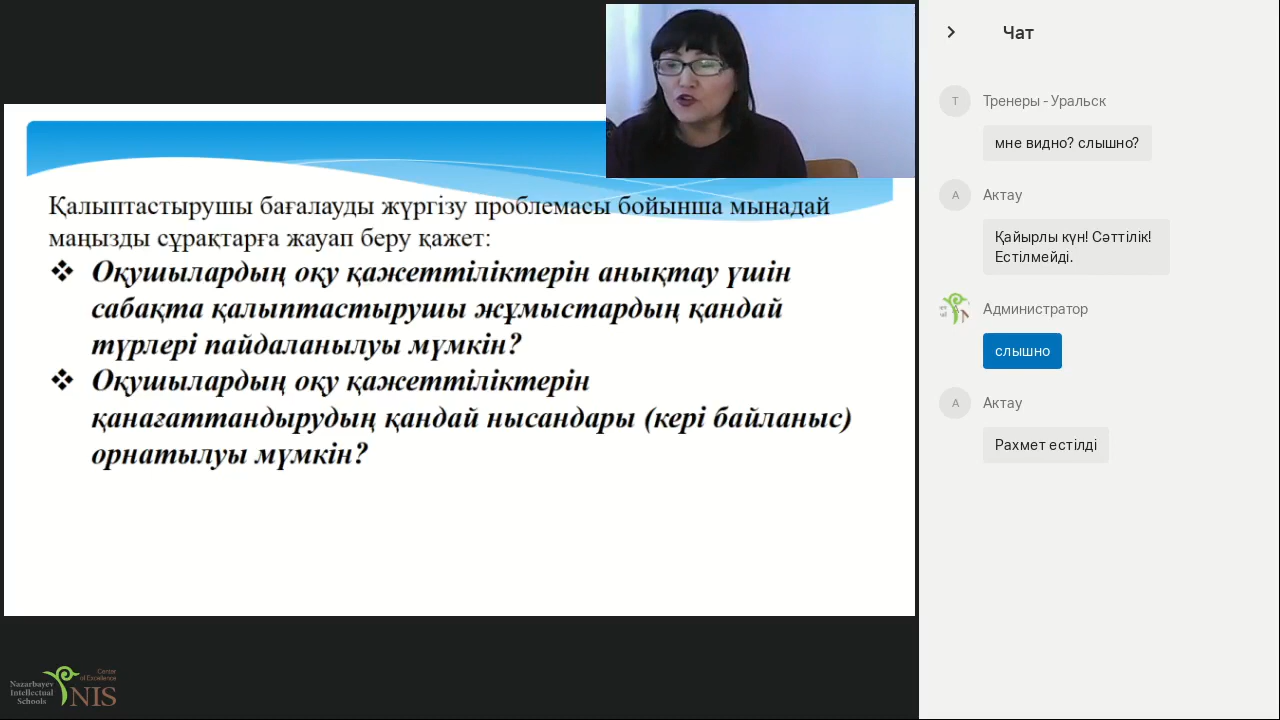 Қалыптастырушы бағалауды жүргізу проблемасы бойынша мынадай
маңызды сұрақтарға жауап беру қажет:
❖ Оқушылардың оқу қажеттіліктерін анықтау үшін
сабақта қалыптастырушы жұмыстардың қандай
түрлері пайдаланылуы мүмкін?
❖ Оқушылардың оқу қажеттіліктерін
қанағаттандырудың қандай нысандары (кері байланыс)
орнатылуы мүмкін?
Nazarbayev
Intellectual
Schools
Center
of Excellence
NIS
Чат
Т
Тренеры - Уральск
мне видно? слышно?
А
Актау
Қайырлы күн! Сәттілік!
Естілмейді.
Администратор
слышно
А
Актау
Рахмет естілді